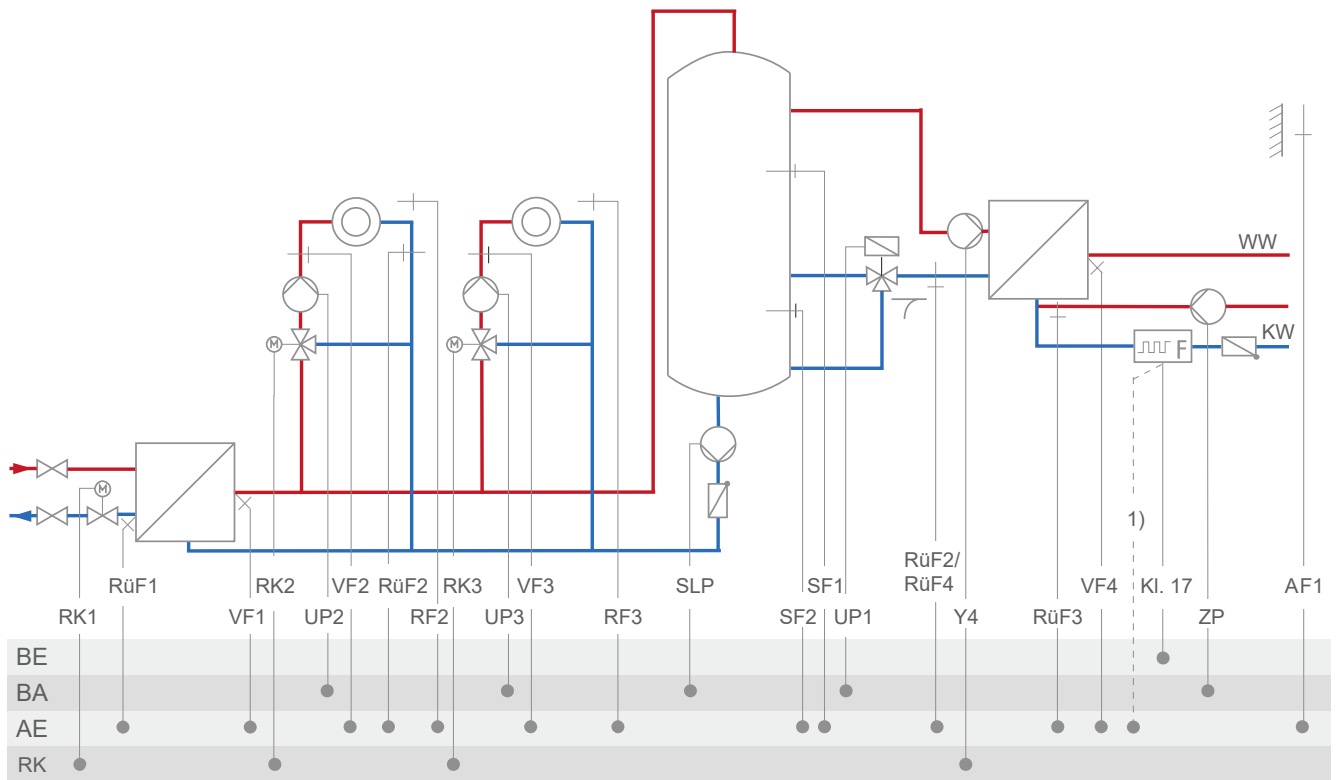 WW
KW
M
M
F
M
1)
RüF2/
RüF4
RüF1
RK2
VF2
RüF2
RK3
VF3
SLP
SF1
VF4
Kl. 17
AF1
RK1
VF1
UP2
RF2
UP3
RF3
SF2
UP1
Y4
RüF3
ZP
BE
BA
AE
RK